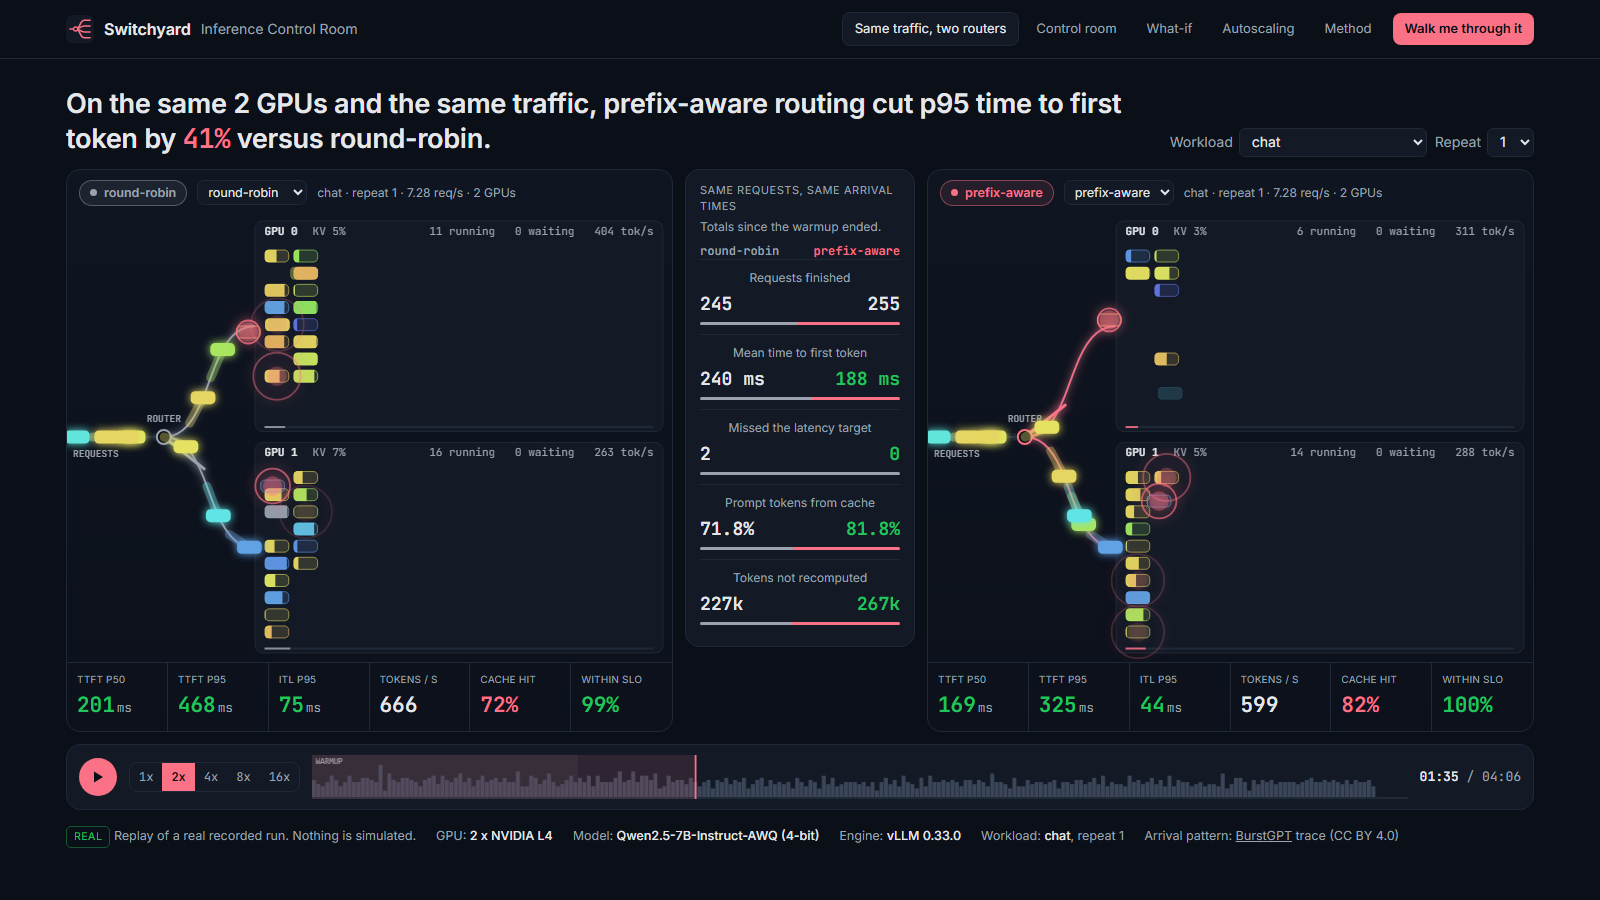 Switchyard Inference Control Room
Same traffic, two routers
Control room
What-if
Autoscaling
Method
Walk me through it
On the same 2 GPUs and the same traffic, prefix-aware routing cut p95 time to first
token by 41% versus round-robin.
Workload chat Repeat 1
round-robin round-robin chat · repeat 1 · 7.28 req/s · 2 GPUs
GPU 0 KV 5% 11 running 0 waiting 404 tok/s
ROUTER
REQUESTS
GPU 1 KV 7% 16 running 0 waiting 263 tok/s
TTFT P50
201 ms
TTFT P95
468 ms
ITL P95
75 ms
TOKENS / S
666
CACHE HIT
72%
WITHIN SLO
99%
SAME REQUESTS, SAME ARRIVAL
TIMES
Totals since the warmup ended.
round-robin prefix-aware
Requests finished
245 255
Mean time to first token
240 ms 188 ms
Missed the latency target
2 0
Prompt tokens from cache
71.8% 81.8%
Tokens not recomputed
227k 267k
prefix-aware prefix-aware chat · repeat 1 · 7.28 req/s · 2 GPUs
GPU 0 KV 3% 6 running 0 waiting 311 tok/s
ROUTER
REQUESTS
GPU 1 KV 5% 14 running 0 waiting 288 tok/s
TTFT P50
169 ms
TTFT P95
325 ms
ITL P95
44 ms
TOKENS / S
599
CACHE HIT
82%
WITHIN SLO
100%
1x 2x 4x 8x 16x
WARMUP
01:35 / 04:06
REAL Replay of a real recorded run. Nothing is simulated. GPU: 2 x NVIDIA L4 Model: Qwen2.5-7B-Instruct-AWQ (4-bit) Engine: vLLM 0.33.0 Workload: chat, repeat 1 Arrival pattern: BurstGPT trace (CC BY 4.0)